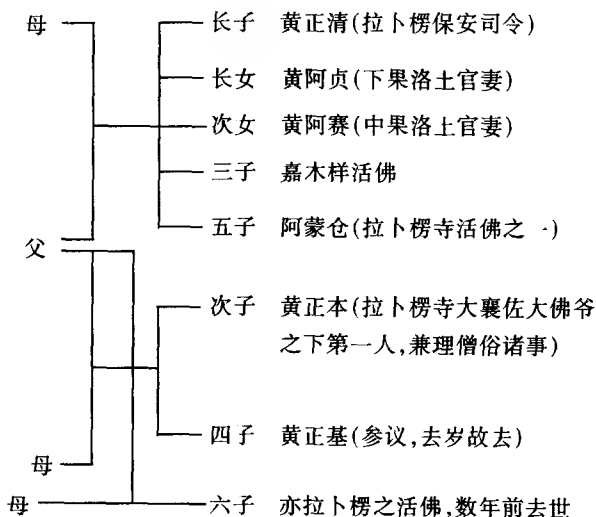 母
长子 黄正清(拉卜楞保安司令)
长女 黄阿贞(下果洛土官妻)
次女 黄阿赛(中果洛上官妻)
三子 嘉木样活佛
五子 阿蒙仓(拉卜楞寺活佛之一)
父
次子 黄正本(拉卜楞寺大襄佐大佛爷
之下第一人,兼理僧俗诸事)
四子 黄正基(参议,去岁故去)
母
母 六子 亦拉卜楞之活佛,数年前去世